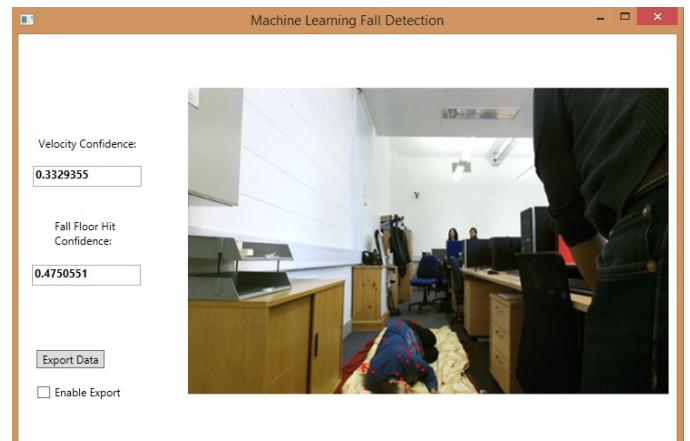 Machine Learning Fall Detection
Velocity Confidence:
0.3329355
Fall Floor Hit
Confidence:
0.4750551
Export Data
Enable Export